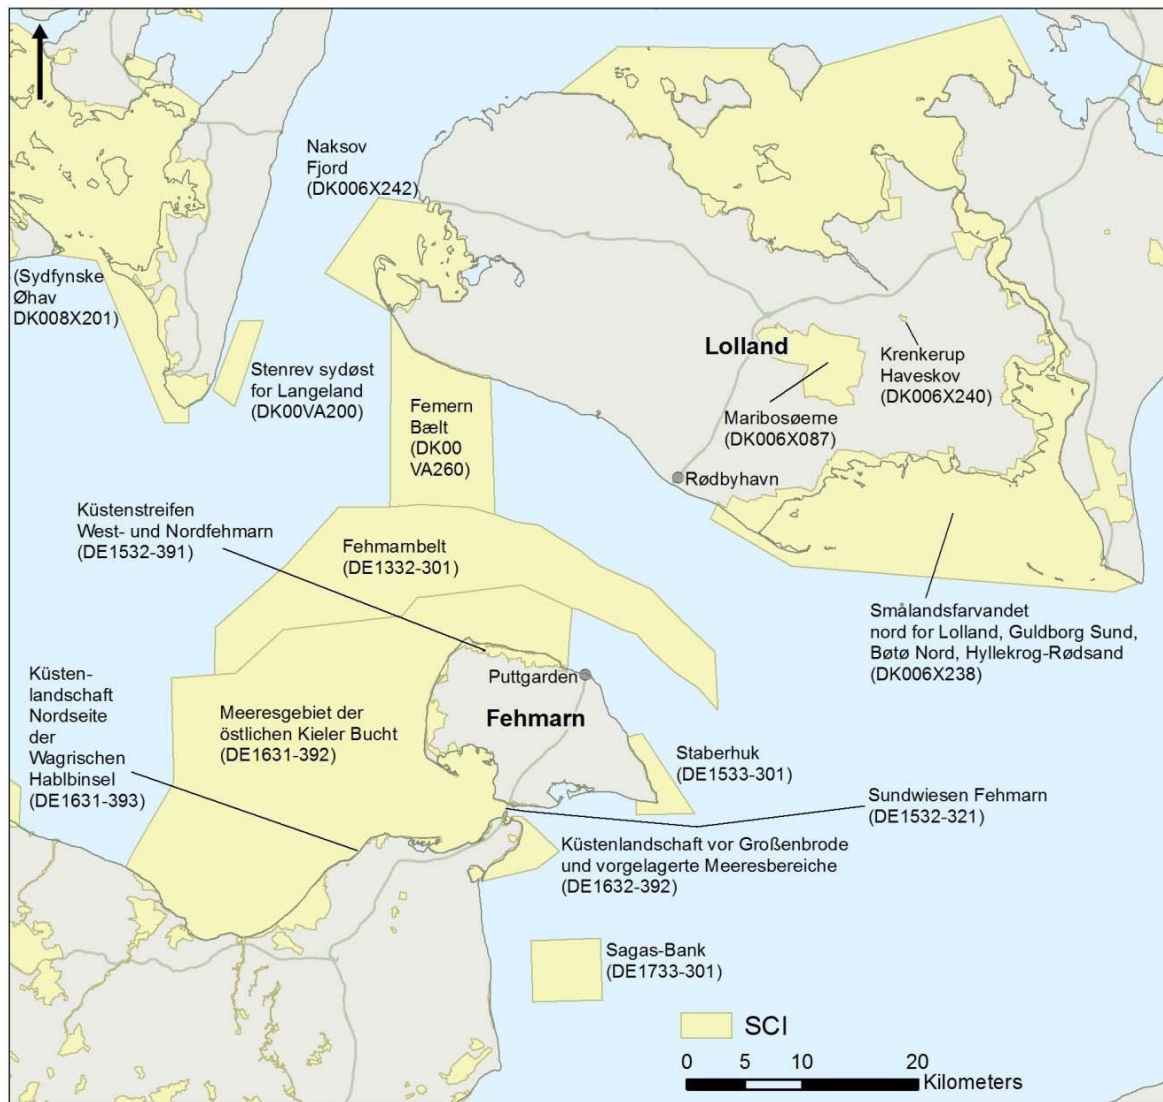 Naksov
Fjord
(DK006X242)
(Sydfynske
Øhav
DK008X201)
Stenrev sydøst
for Langeland
(DK00VA200)
Lolland
Krenkerup
Haveskov
(DK006X240)
Maribosøerne
(DK006X087)
Femern
Bælt
(DK00
VA260)
Rødbyhavn
Küstenstreifen
West- und Nordfehmarn
(DE1532-391)
Fehmarnbelt
(DE1332-301)
Smålandsfarvandet
nord for Lolland, Guldborg Sund,
Bøtø Nord, Hyllekrog-Rødsand
(DK006X238)
Küsten-
landschaft
Nordseite
der
Wagrischen
Hablbinsel
(DE1631-393)
Meeresgebiet der
östlichen Kieler Bucht
(DE1631-392)
Puttgarden
Fehmarn
Staberhuk
(DE1533-301)
Sundwiesen Fehmarn
(DE1532-321)
Küstenlandschaft vor Großenbrode
und vorgelagerte Meeresbereiche
(DE1632-392)
Sagas-Bank
(DE1733-301)
SCI
0 5 10 20
Kilometers